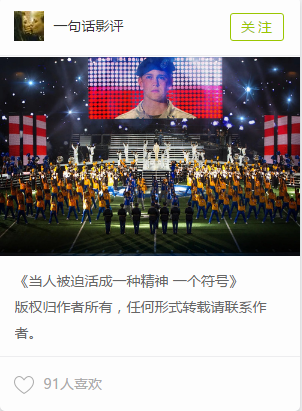 一句话影评
关注
《当人被迫活成一种精神 一个符号》
版权归作者所有，任何形式转载请联系作
者。
91人喜欢